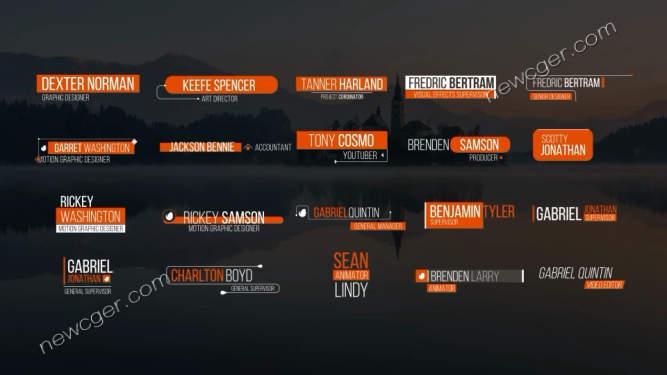 newcger.com
DEXTER NORMAN
GRAPHIC DESIGNER
KEEFE SPENCER
ART DIRECTOR
TANNER HARLAND
PROJECT CORDINATOR
FREDRIC BERTRAM
VISUAL EFFECTS SUPERVISOR
FREDRIC BERTRAM
SENIOR DESIGNER
GARRET WASHINGTON
MOTION GRAPHIC DESIGNER
JACKSON BENNIE
ACCOUNTANT
TONY COSMO
YOUTUBER
BRENDEN SAMSON
PRODUCER
SCOTTY
JONATHAN
RICKEY
WASHINGTON
MOTION GRAPHIC DESIGNER
RICKEY SAMSON
MOTION GRAPHIC DESIGNER
GABRIEL QUINTIN
GENERAL MANAGER
BENJAMIN TYLER
SUPERVISOR
GABRIEL JONATHAN
SUPERVISOR
GABRIEL
JONATHAN
GENERAL SUPERVISOR
CHARLTON BOYD
GENERAL SUPERVISOR
SEAN
ANIMATOR
LINDY
BRENDEN LARRY
ANIMATOR
GABRIEL QUINTIN
VIDEO EDITOR
newcger.com